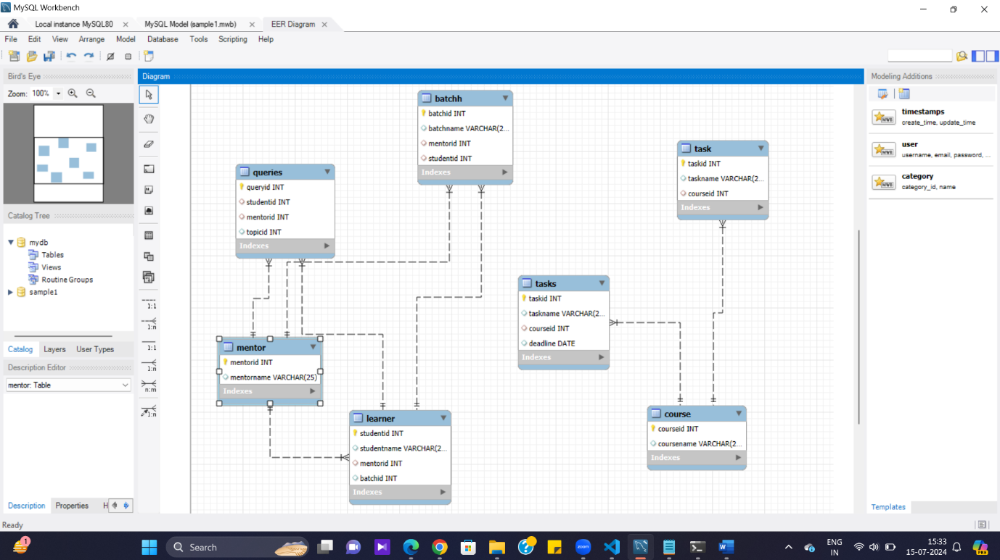 MySQL Workbench
Local instance MySQL80
MySQL Model (sample1.mwb)
EER Diagram
File Edit View Arrange Model Database Tools Scripting Help
Bird's Eye
Diagram
Modeling Additions
Zoom: 100%
timestamps
create_time, update_time
user
username, email, password, ...
category
category_id, name
Catalog Tree
mydb
Tables
Views
Routine Groups
sample1
Catalog Layers User Types
Description Editor
mentor: Table
Description Properties H
1:1
1:n
1:1
1:n
n:m
1:n
batchh
batchid INT
batchname VARCHAR(2...
mentorid INT
studentid INT
Indexes
task
taskid INT
taskname VARCHAR(2...
courseid INT
Indexes
queries
queryid INT
studentid INT
mentorid INT
topicid INT
Indexes
tasks
taskid INT
taskname VARCHAR(2...
courseid INT
deadline DATE
Indexes
mentor
mentorid INT
mentorname VARCHAR(25)
Indexes
learner
studentid INT
studentname VARCHAR(2...
mentorid INT
batchid INT
Indexes
course
courseid INT
coursename VARCHAR(2...
Indexes
Templates
Ready
1
Search
zoom
W
ENG
IN
15:33
15-07-2024
PRE